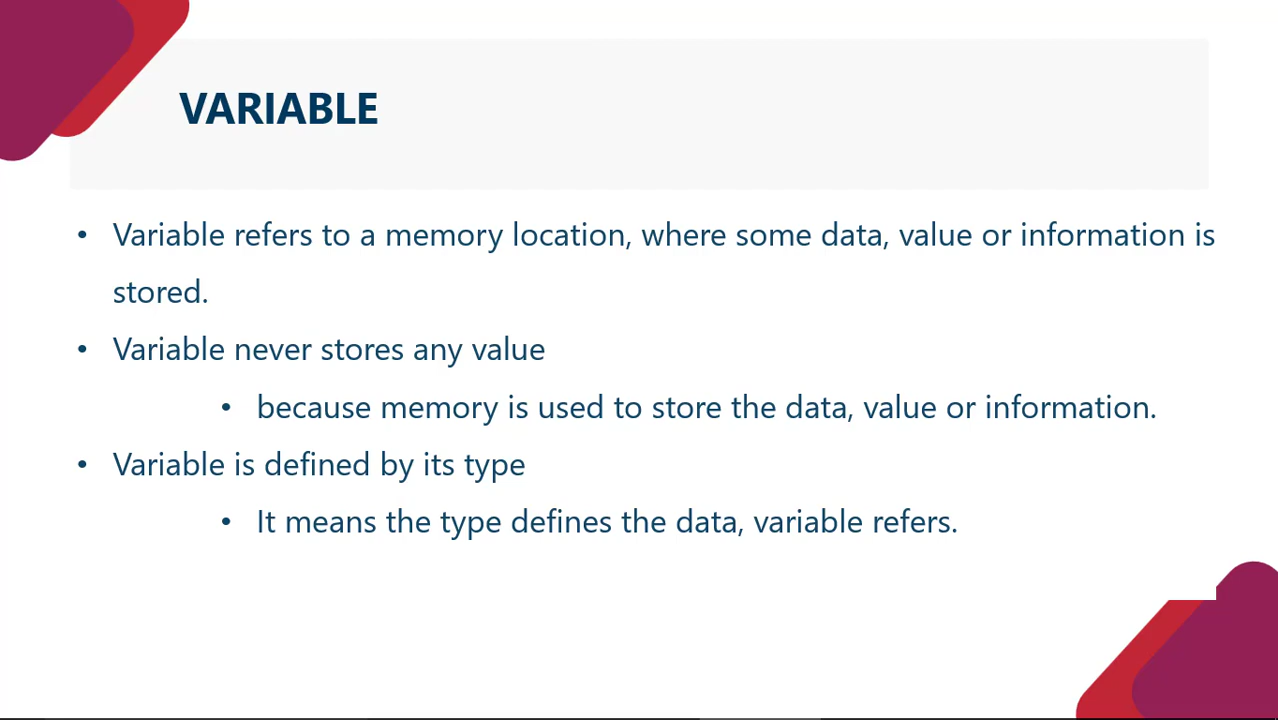 VARIABLE
• Variable refers to a memory location, where some data, value or information is
stored.
• Variable never stores any value
• because memory is used to store the data, value or information.
• Variable is defined by its type
• It means the type defines the data, variable refers.